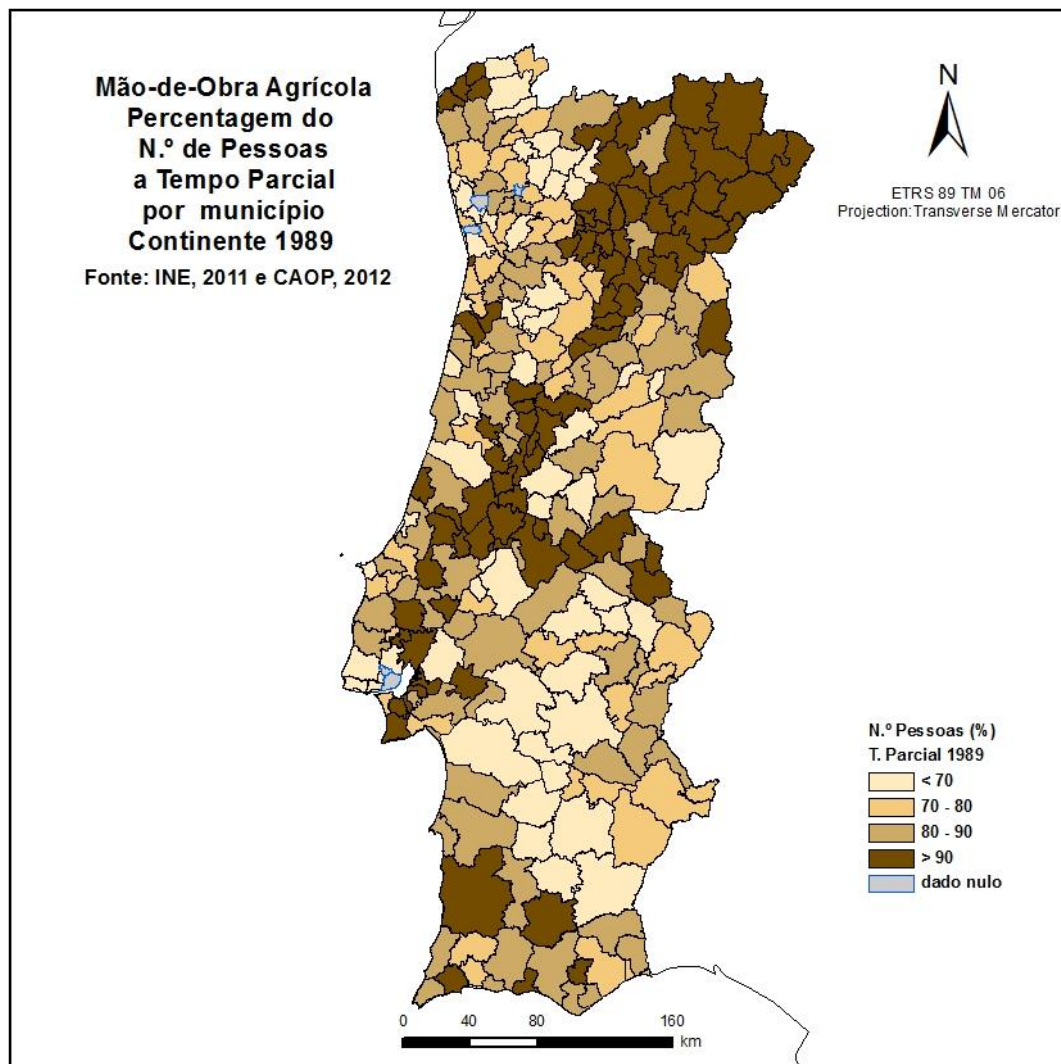 Mão-de-Obra Agrícola
Percentagem do
N.º de Pessoas
a Tempo Parcial
por município
Continente 1989
Fonte: INE, 2011 e CAOP, 2012
N
ETRS 89 TM 06
Projection: Transverse Mercator
N.º Pessoas (%)
T. Parcial 1989
< 70
70 - 80
80 - 90
> 90
dado nulo
0 40 80 160
km